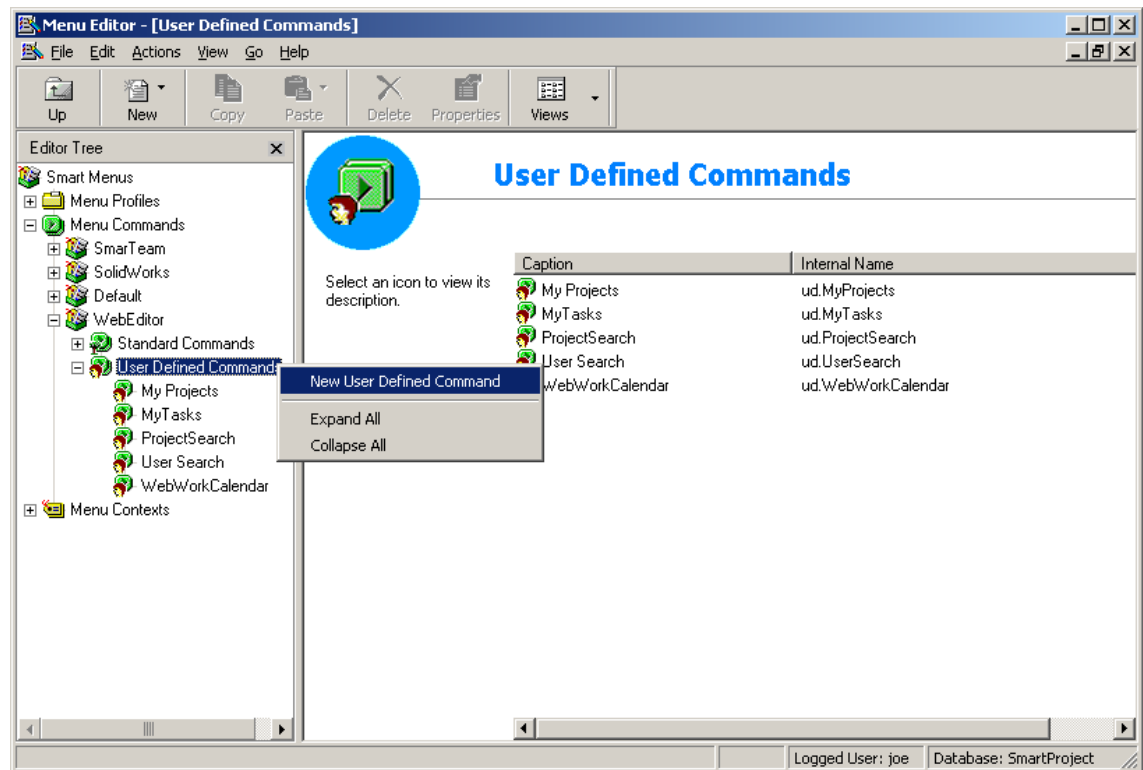 Menu Editor - [User Defined Commands]
File Edit Actions View Go Help
Up New Copy Paste Delete Properties Views
Editor Tree
Smart Menus
Menu Profiles
Menu Commands
SmarTeam
SolidWorks
Default
WebEditor
Standard Commands
User Defined Commands
My Projects
MyTasks
ProjectSearch
User Search
WebWorkCalendar
Menu Contexts
New User Defined Command
Expand All
Collapse All
User Defined Commands
Select an icon to view its
description.
Caption Internal Name
My Projects ud.MyProjects
MyTasks ud.MyTasks
ProjectSearch ud.ProjectSearch
User Search ud.UserSearch
WebWorkCalendar ud.WebWorkCalendar
Logged User: joe Database: SmartProject